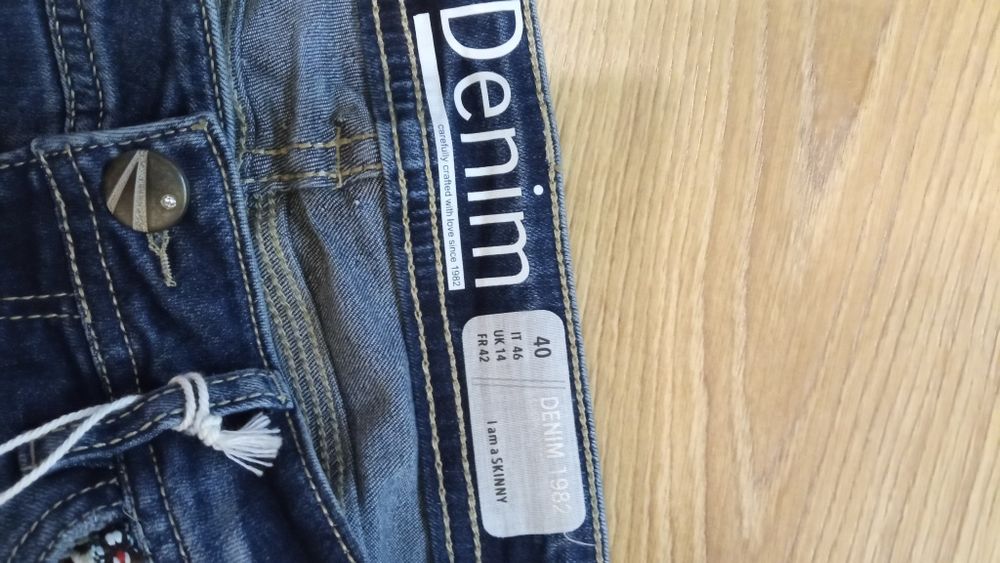 Denim
carefully crafted with love since 1982
40
IT 46
UK 14
FR 42
DENIM 1982
I am a SKINNY